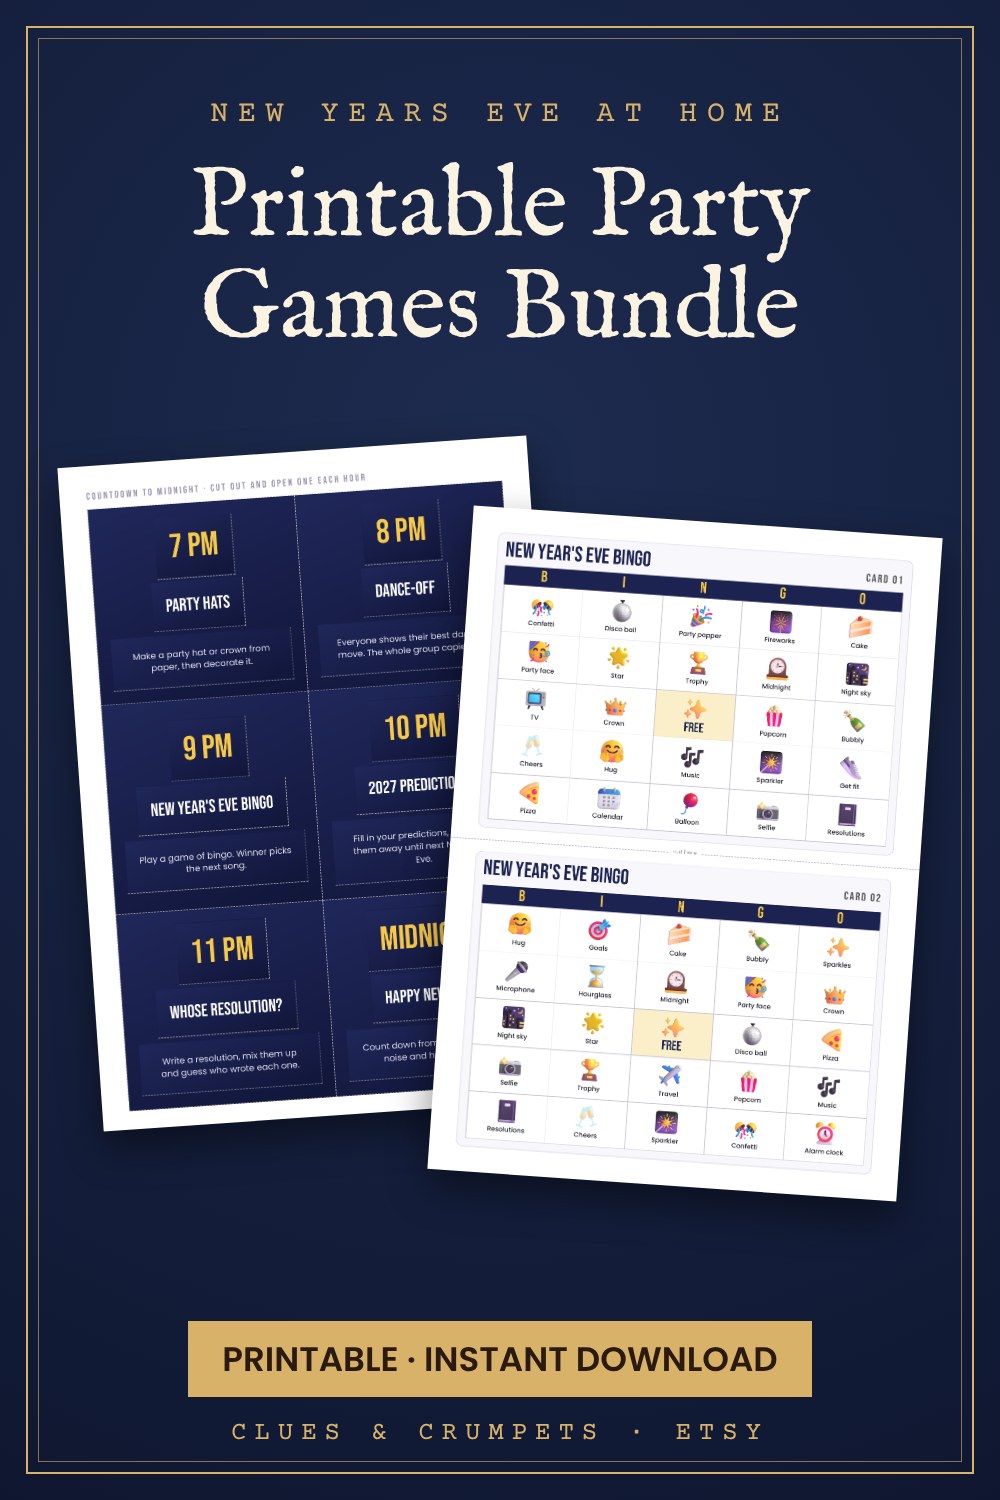 NEW YEARS EVE AT HOME
Printable Party
Games Bundle
COUNTDOWN TO MIDNIGHT · CUT OUT AND OPEN ONE EACH HOUR
7 PM
PARTY HATS
Make a party hat or crown from
paper, then decorate it.
8 PM
DANCE-OFF
Everyone shows their best
move. The whole group
9 PM
NEW YEAR'S EVE BINGO
Play a game of bingo. Winner picks
the next song.
10 PM
2027
Fill in your predictions,
them away until next
Eve.
11 PM
WHOSE RESOLUTION?
Write a resolution, mix them up
and guess who wrote each one.
HAPPY
Count down from
noise and
NEW YEAR'S EVE BINGO
CARD 01
B I N G O
Confetti Disco ball Party popper Fireworks Cake
Party face Star Trophy Midnight Night sky
TV Crown FREE Popcorn Bubbly
Cheers Hug Music Sparkler Get fit
Pizza Calendar Balloon Selfie Resolutions
NEW YEAR'S EVE BINGO
CARD 02
B I N G O
Hug Goals Cake Bubbly Sparkles
Microphone Hourglass Midnight Party face Crown
Night sky Star FREE Disco ball Pizza
Selfie Trophy Travel Popcorn Music
Resolutions Cheers Sparkler Confetti Alarm clock
PRINTABLE · INSTANT DOWNLOAD
CLUES & CRUMPETS · ETSY